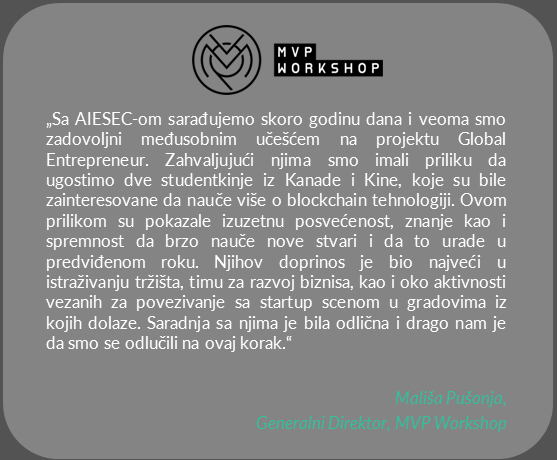 MVP
WORKSHOP
„Sa AIESEC-om sarađujemo skoro godinu dana i veoma smo
zadovoljni međusobnim učešćem na projektu Global
Entrepreneur. Zahvaljujući njima smo imali priliku da
ugostimo dve studentkinje iz Kanade i Kine, koje su bile
zainteresovane da nauče više o blockchain tehnologiji. Ovom
prilikom su pokazale izuzetnu posvećenost, znanje kao i
spremnost da brzo nauče nove stvari i da to urade u
predviđenom roku. Njihov doprinos je bio najveći u
istraživanju tržišta, timu za razvoj biznisa, kao i oko aktivnosti
vezanih za povezivanje sa startup scenom u gradovima iz
kojih dolaze. Saradnja sa njima je bila odlična i drago nam je
da smo se odlučili na ovaj korak.“
Mališa Pušonja,
Generalni Direktor, MVP Workshop